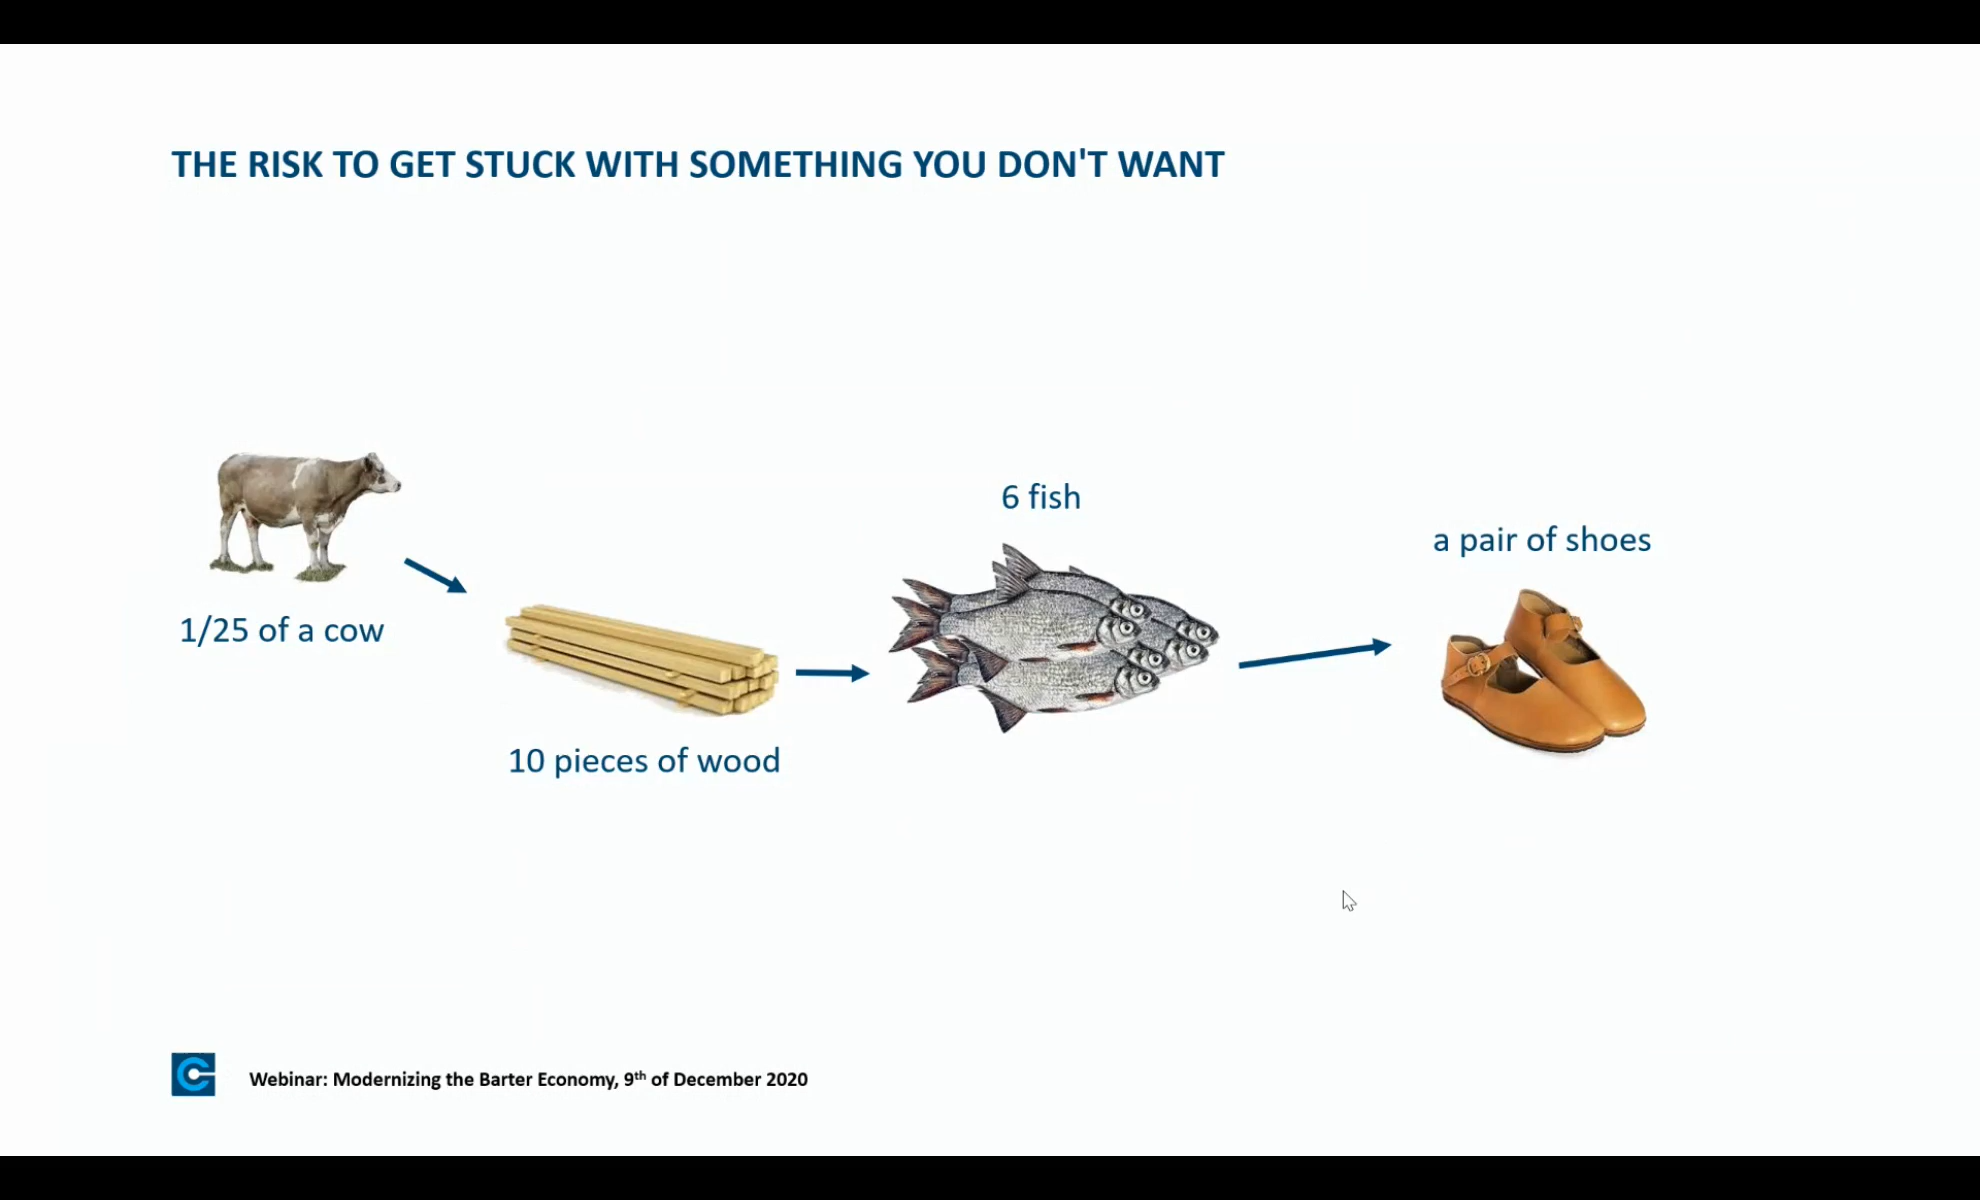 THE RISK TO GET STUCK WITH SOMETHING YOU DON'T WANT
1/25 of a cow
10 pieces of wood
6 fish
a pair of shoes
Webinar: Modernizing the Barter Economy, 9th of December 2020